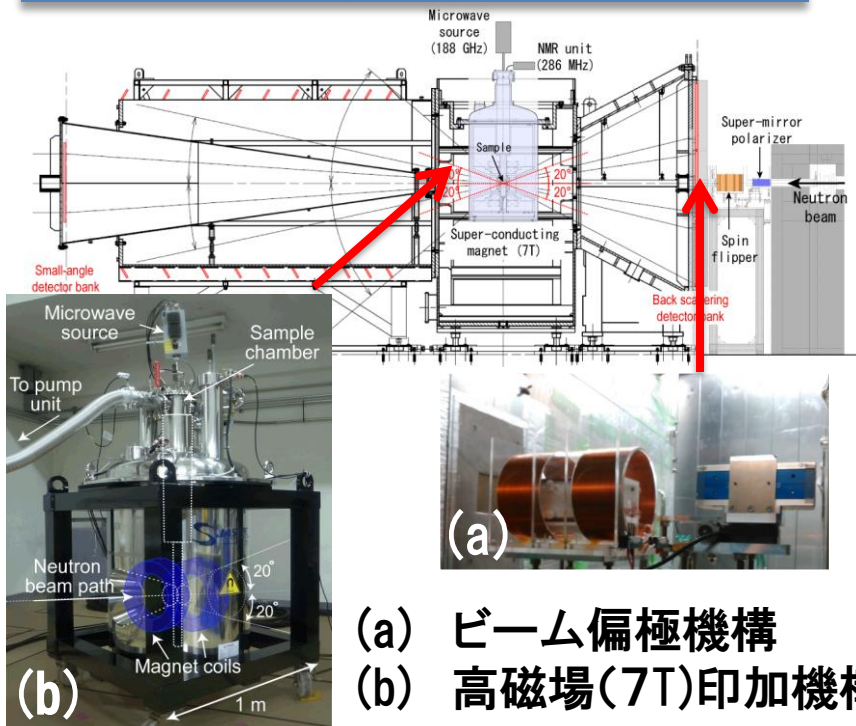 Microwave
source
(188 GHz)
NMR unit
(286 MHz)
Super-mirror
polarizer
Sample
20°
20°
20°
20°
Neutron
beam
Spin
flipper
Super-conducting
magnet (7T)
Small-angle
detector bank
Back scattering
detector bank
Microwave
source
Sample
chamber
To pump
unit
Neutron
beam path
20°
20°
Magnet coils
1 m
(b)
(a)
(a) ビーム偏極機構
(b) 高磁場(7T)印加機構